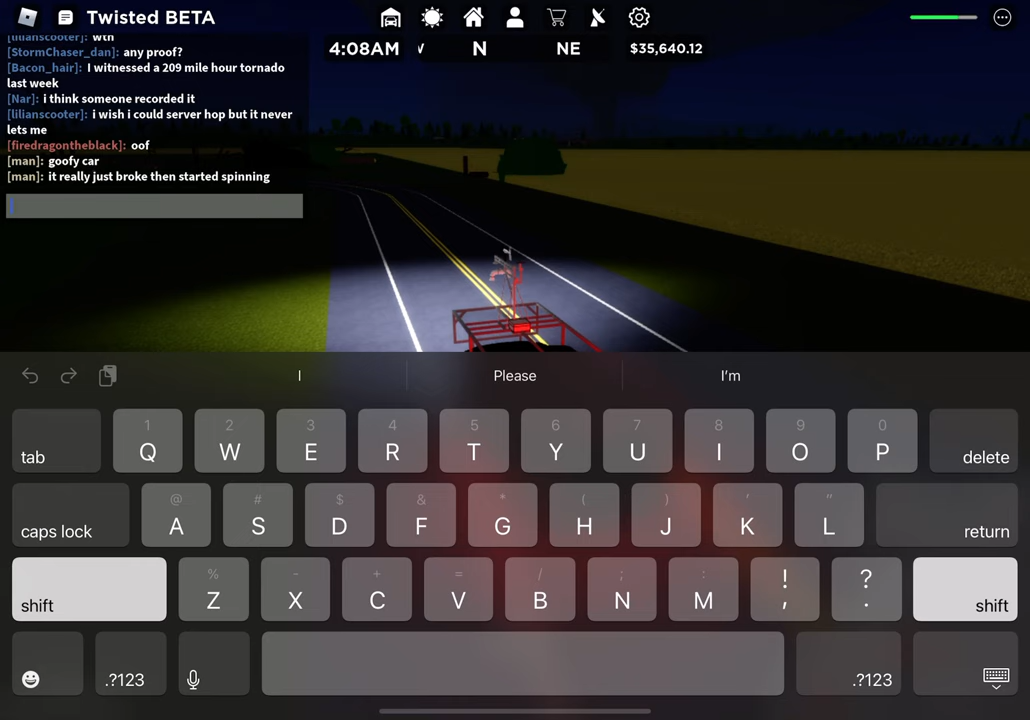 Twisted BETA
4:08AM N NE $35,640.12
[lilianscooter]: wth
[StormChaser_dan]: any proof?
[Bacon_hair]: I witnessed a 209 mile hour tornado
last week
[Nar]: i think someone recorded it
[lilianscooter]: i wish i could server hop but it never
lets me
[firedragontheblack]: oof
[man]: goofy car
[man]: it really just broke then started spinning
I Please I'm
1 2 3 4 5 6 7 8 9 0
tab Q W E R T Y U I O P delete
@ # $ & * ( ) ' "
caps lock A S D F G H J K L return
% - + = / ; : ! ?
shift Z X C V B N M , . shift
.?123 .?123